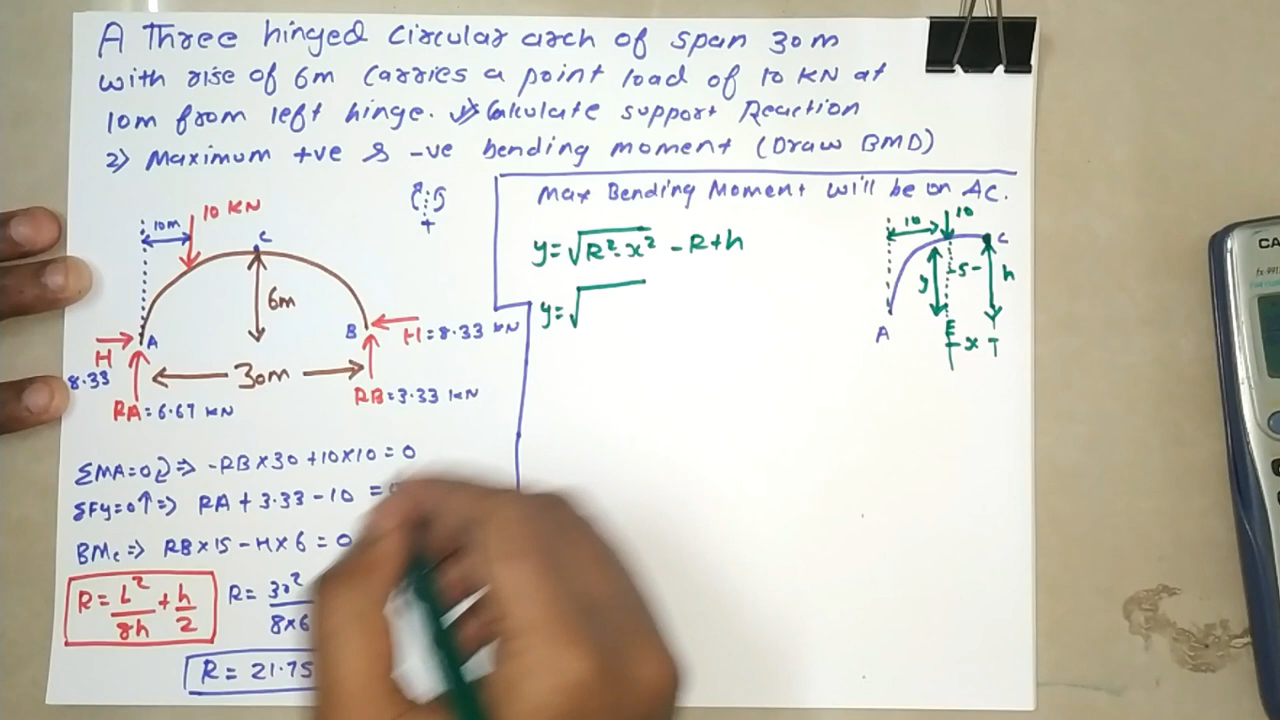 A Three hinged circular arch of span 30m
with rise of 6m Carries a point load of 10 KN at
10m from left hinge. 1) Calculate support Reaction
2) Maximum +ve & -ve bending moment (Draw BMD)
10m
10 KN
C
6m
A
B
H
8.33
H=8.33 KN
30m
RA=6.67 KN
RB=3.33 KN
+
ΣMA=0 => -RB×30 +10×10 = 0
ΣFy=0↑=> RA + 3.33 - 10 = 0
BMc => RB×15 - H×6 = 0
R = L²/8h + h/2
R = 30²/8×6
R = 21.75
Max Bending Moment will be on AC.
y=√R²-x² - R+h
y=√
10
10
C
y
5
h
A
E
x